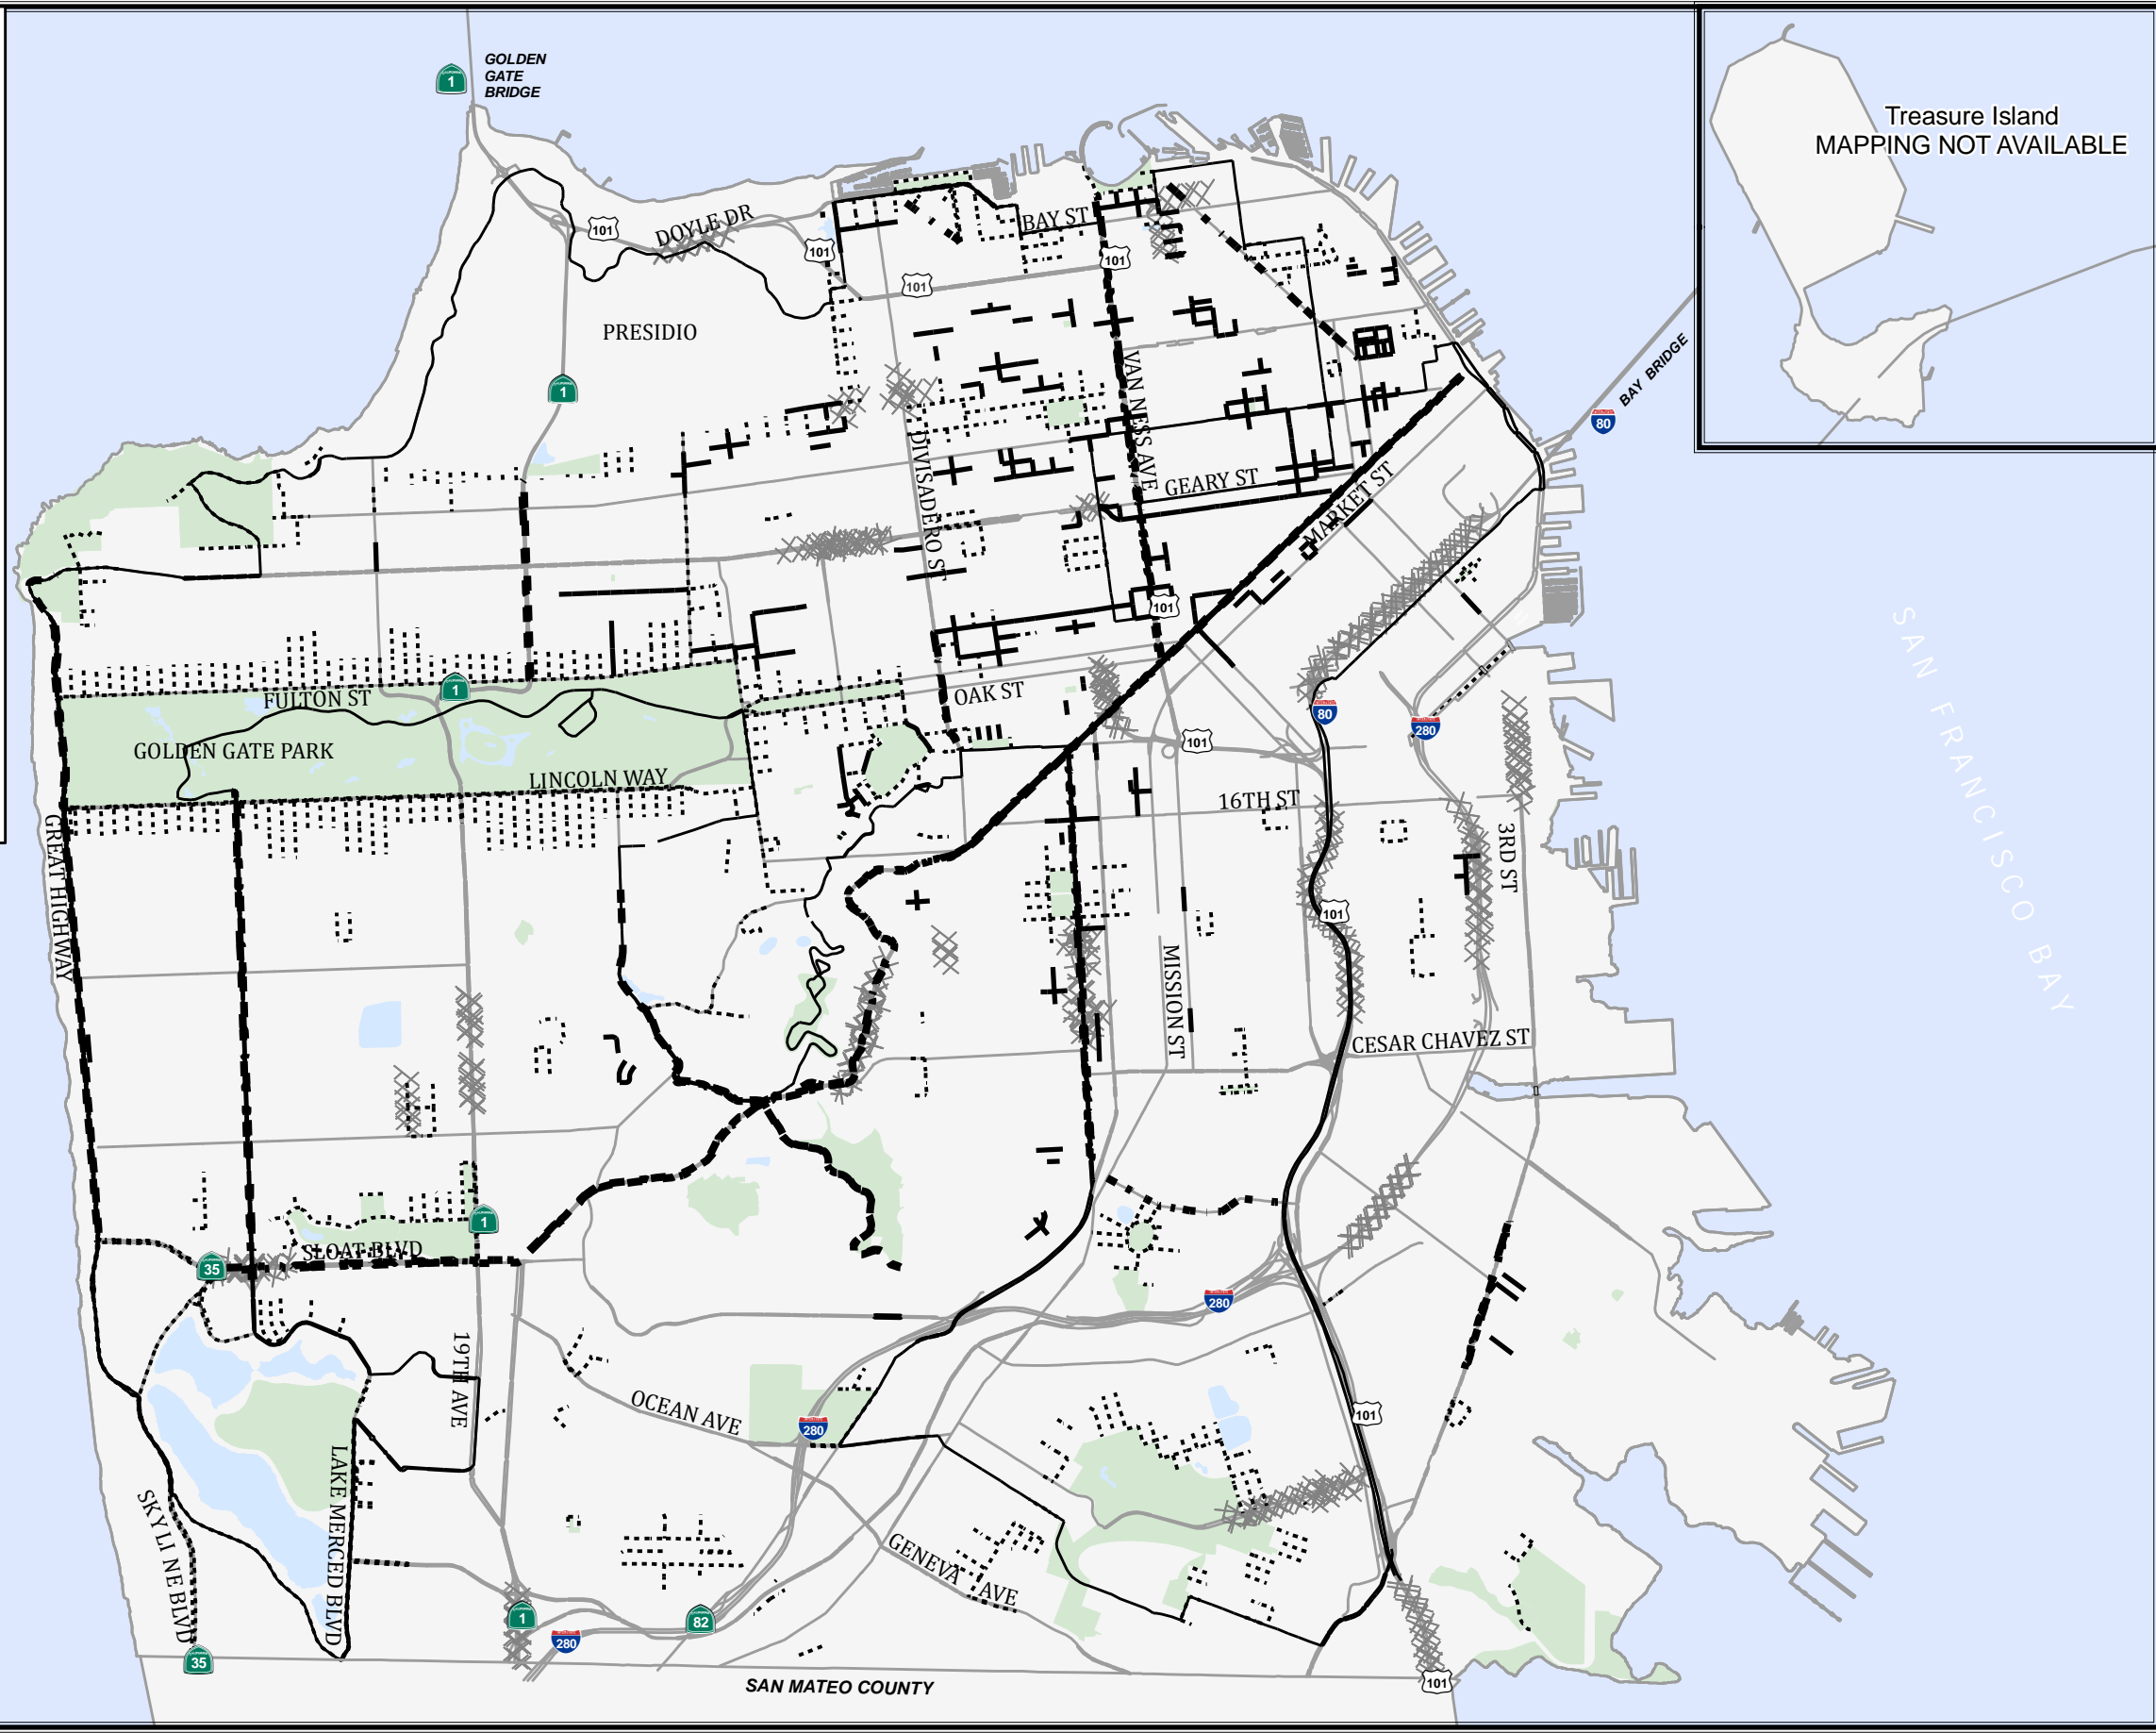 GOLDEN
GATE
BRIDGE
1
Treasure Island
MAPPING NOT AVAILABLE
DOYLE DR
BAY ST
101
101
101
101
PRESIDIO
1
VAN NESS AVE
BAY BRIDGE
80
DIVISADERO ST
GEARY ST
MARKET ST
101
SAN FRANCISCO BAY
FULTON ST
1
OAK ST
80
280
101
GOLDEN GATE PARK
LINCOLN WAY
16TH ST
3RD ST
GREAT HIGHWAY
101
MISSION ST
CESAR CHAVEZ ST
1
35
SLOAT BLVD
280
19TH AVE
OCEAN AVE
280
101
LAKE MERCED BLVD
SKYLI NE BLVD
GENEVA AVE
1
82
280
35
SAN MATEO COUNTY
101